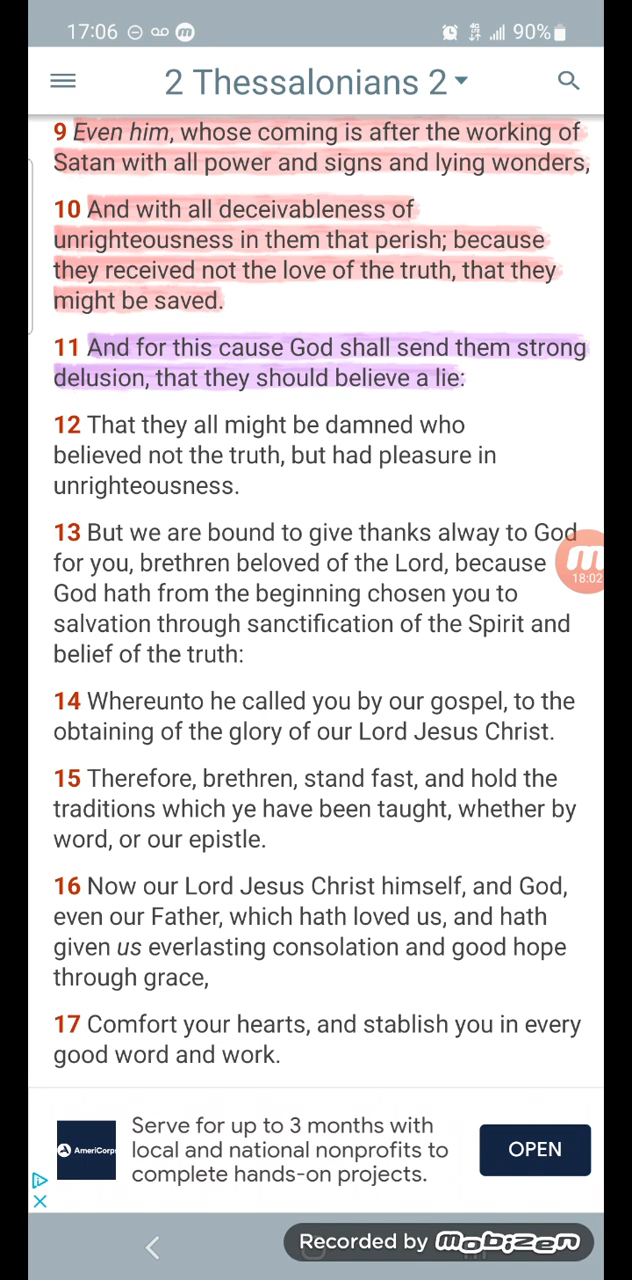 17:06
4G 90%
2 Thessalonians 2
9 Even him, whose coming is after the working of
Satan with all power and signs and lying wonders,
10 And with all deceivableness of
unrighteousness in them that perish; because
they received not the love of the truth, that they
might be saved.
11 And for this cause God shall send them strong
delusion, that they should believe a lie:
12 That they all might be damned who
believed not the truth, but had pleasure in
unrighteousness.
13 But we are bound to give thanks alway to God
for you, brethren beloved of the Lord, because
God hath from the beginning chosen you to
salvation through sanctification of the Spirit and
belief of the truth:
m
18:02
14 Whereunto he called you by our gospel, to the
obtaining of the glory of our Lord Jesus Christ.
15 Therefore, brethren, stand fast, and hold the
traditions which ye have been taught, whether by
word, or our epistle.
16 Now our Lord Jesus Christ himself, and God,
even our Father, which hath loved us, and hath
given us everlasting consolation and good hope
through grace,
17 Comfort your hearts, and stablish you in every
good word and work.
AmeriCorps
Serve for up to 3 months with
local and national nonprofits to
complete hands-on projects.
OPEN
Recorded by mobizen